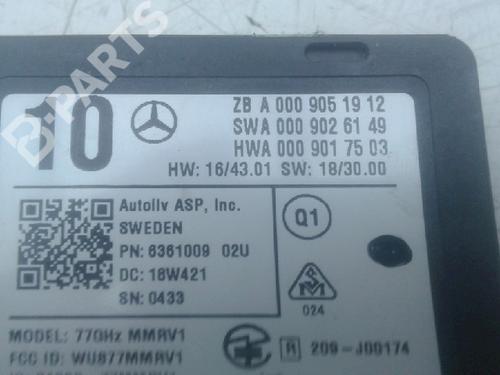 10
ZB A 000 905 19 12
SWA 000 902 61 49
HWA 000 901 75 03
HW: 16/43.01 SW: 18/30.00
Autoliv ASP, Inc.
SWEDEN
PN: 6361009 02U
DC: 18W421
SN: 0433
Q1
024
MODEL: 77GHz MMRV1
FCC ID: WU877MMRV1
R 209-J00174
B-PARTS
B-PARTS